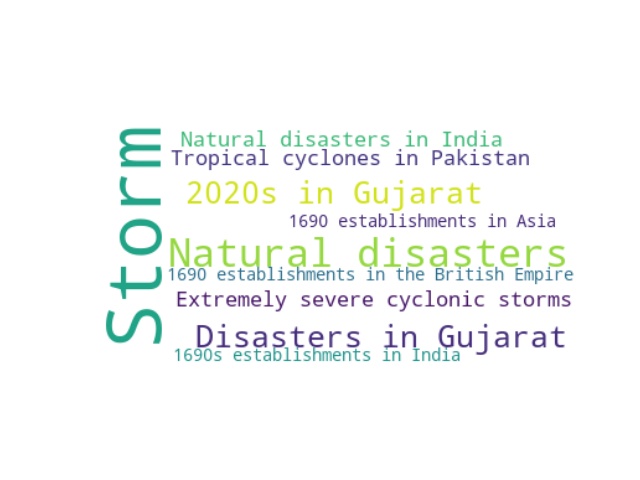 Storm
Natural disasters in India
Tropical cyclones in Pakistan
2020s in Gujarat
1690 establishments in Asia
Natural disasters
1690 establishments in the British Empire
Extremely severe cyclonic storms
Disasters in Gujarat
1690s establishments in India